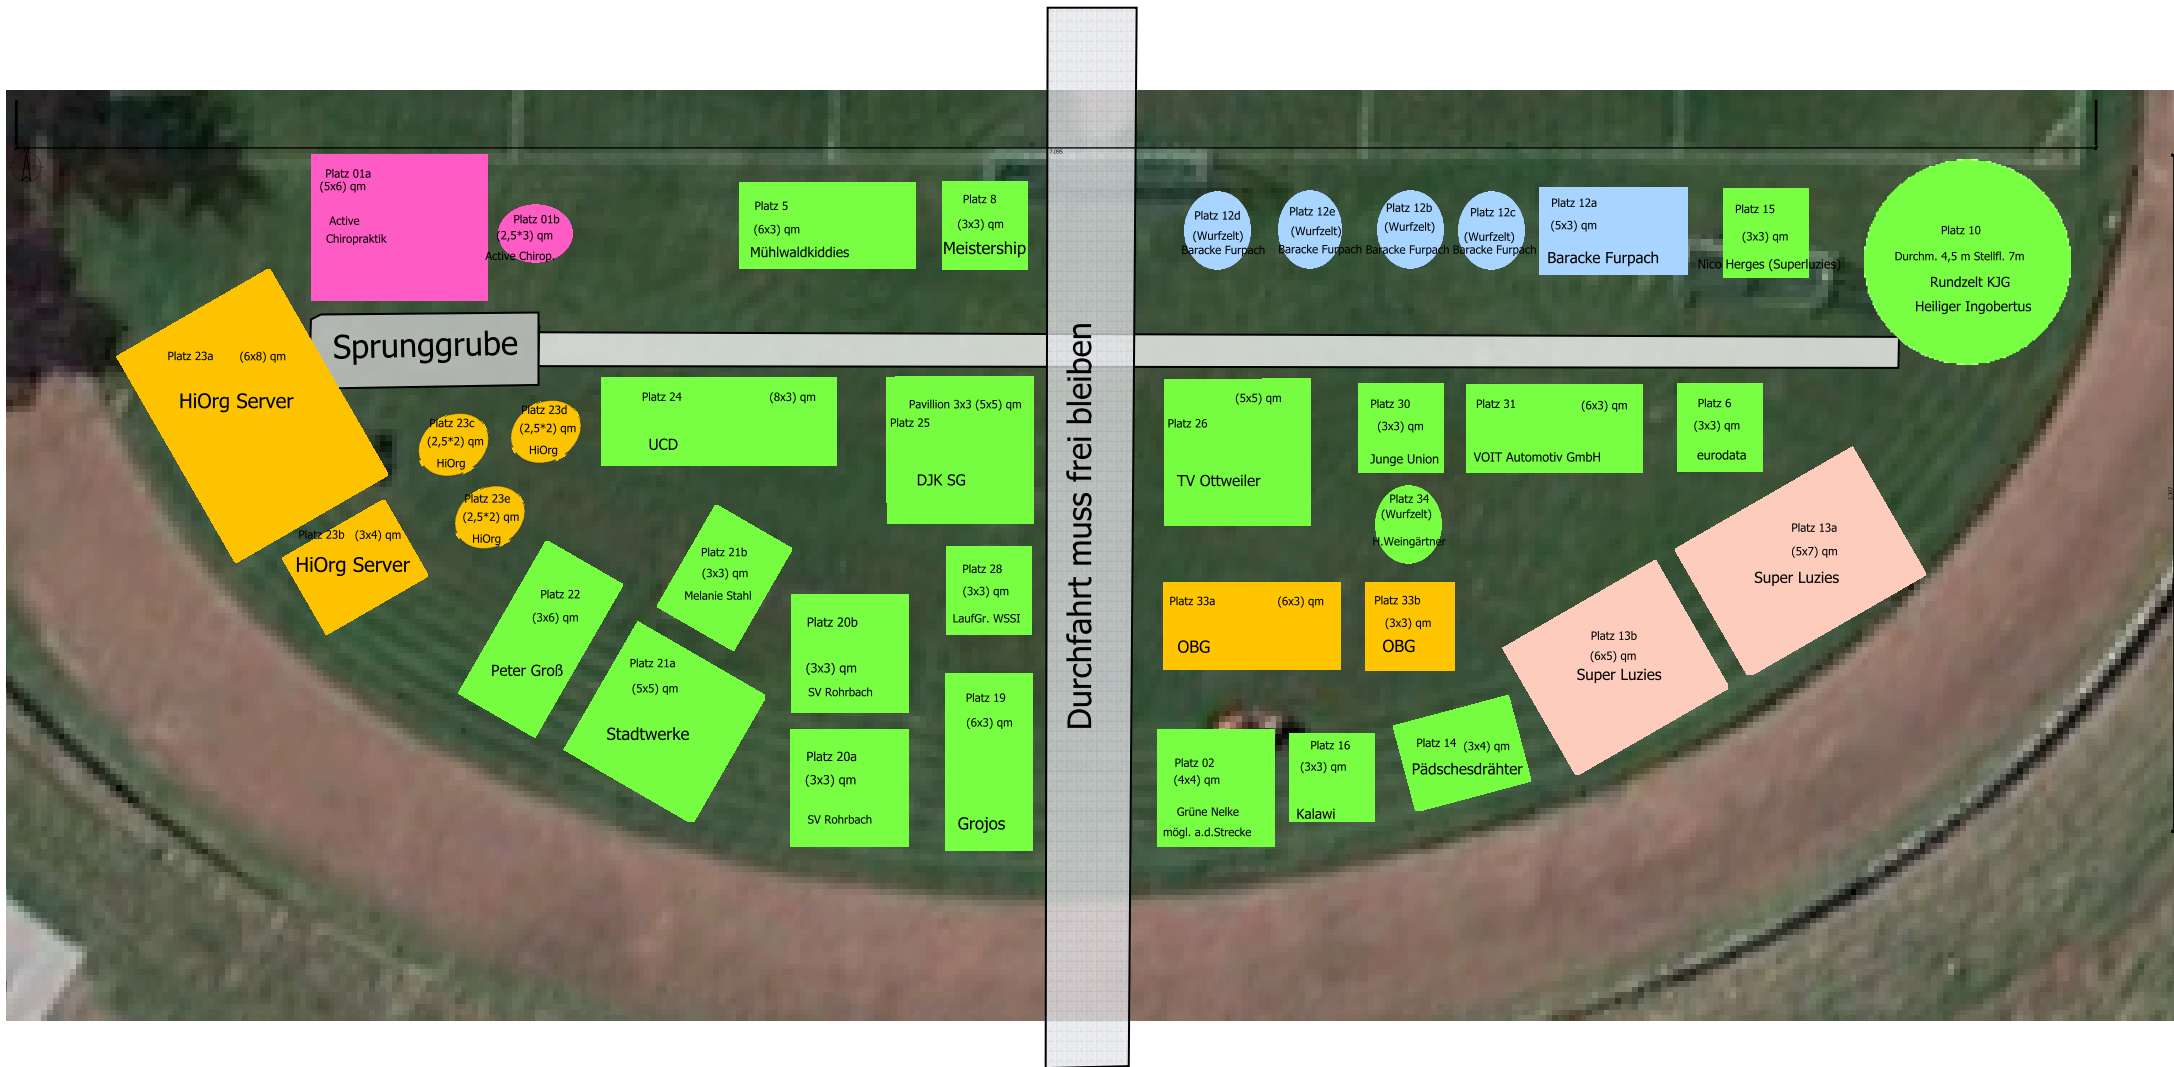 7.095
Platz 01a
(5x6) qm
Active
Chiropraktik
Platz 01b
(2,5*3) qm
Active Chirop.
Platz 5
(6x3) qm
Mühlwaldkiddies
Platz 8
(3x3) qm
Meistership
Platz 12d
(Wurfzelt)
Baracke Furpach
Platz 12e
(Wurfzelt)
Baracke Furpach
Platz 12b
(Wurfzelt)
Baracke Furpach
Platz 12c
(Wurfzelt)
Baracke Furpach
Platz 12a
(5x3) qm
Baracke Furpach
Platz 15
(3x3) qm
Nico Herges (Superluzies)
Platz 10
Durchm. 4,5 m Stellfl. 7m
Rundzelt KJG
Heiliger Ingobertus
Sprunggrube
Durchfahrt muss frei bleiben
Platz 23a (6x8) qm
HiOrg Server
Platz 23c
(2,5*2) qm
HiOrg
Platz 23d
(2,5*2) qm
HiOrg
Platz 23e
(2,5*2) qm
HiOrg
Platz 23b (3x4) qm
HiOrg Server
Platz 24 (8x3) qm
UCD
Pavillion 3x3 (5x5) qm
Platz 25
DJK SG
(5x5) qm
Platz 26
TV Ottweiler
Platz 30
(3x3) qm
Junge Union
Platz 31 (6x3) qm
VOIT Automotiv GmbH
Platz 6
(3x3) qm
eurodata
Platz 34
(Wurfzelt)
H.Weingärtner
Platz 22
(3x6) qm
Peter Groß
Platz 21b
(3x3) qm
Melanie Stahl
Platz 21a
(5x5) qm
Stadtwerke
Platz 20b
(3x3) qm
SV Rohrbach
Platz 20a
(3x3) qm
SV Rohrbach
Platz 28
(3x3) qm
LaufGr. WSSI
Platz 19
(6x3) qm
Grojos
Platz 33a (6x3) qm
OBG
Platz 33b
(3x3) qm
OBG
Platz 13a
(5x7) qm
Super Luzies
Platz 13b
(6x5) qm
Super Luzies
Platz 02
(4x4) qm
Grüne Nelke
mögl. a.d.Strecke
Platz 16
(3x3) qm
Kalawi
Platz 14 (3x4) qm
Pädschesdrähter